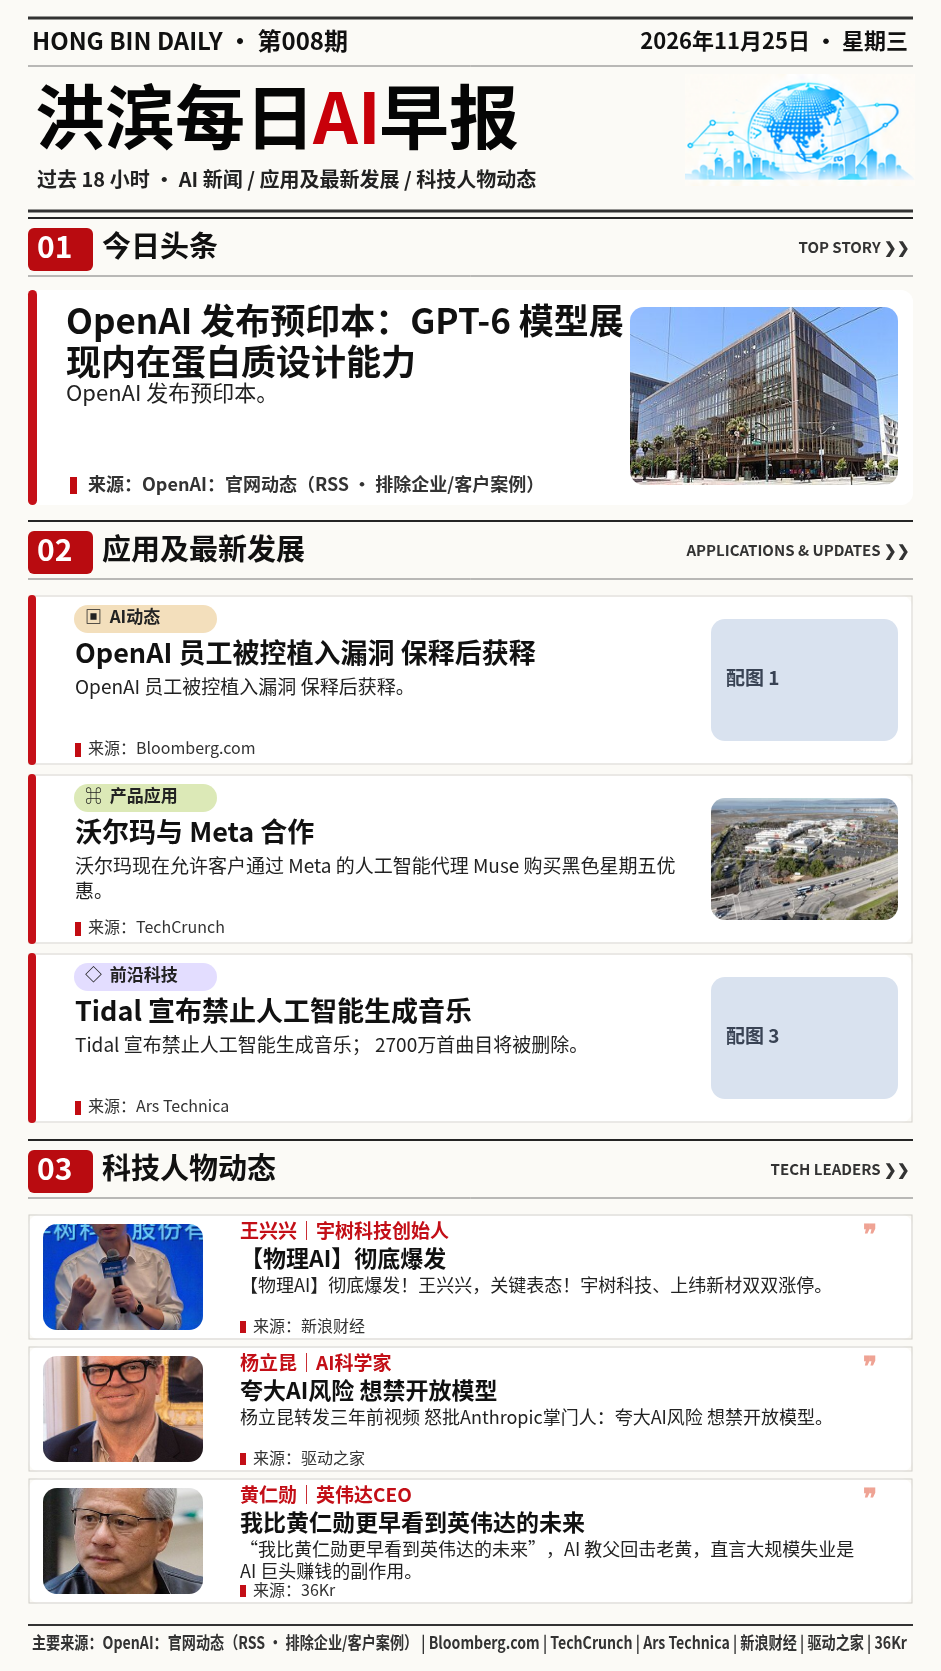 HONG BIN DAILY • 第008期
2026年11月25日 • 星期三
洪滨每日AI早报
过去 18 小时 • AI 新闻 / 应用及最新发展 / 科技人物动态
01 今日头条
TOP STORY ❯❯
OpenAI 发布预印本：GPT-6 模型展
现内在蛋白质设计能力
OpenAI 发布预印本。
来源：OpenAI：官网动态（RSS · 排除企业/客户案例）
02 应用及最新发展
APPLICATIONS & UPDATES ❯❯
▣ AI动态
OpenAI 员工被控植入漏洞 保释后获释
OpenAI 员工被控植入漏洞 保释后获释。
来源：Bloomberg.com
配图 1
⌘ 产品应用
沃尔玛与 Meta 合作
沃尔玛现在允许客户通过 Meta 的人工智能代理 Muse 购买黑色星期五优
惠。
来源：TechCrunch
◇ 前沿科技
Tidal 宣布禁止人工智能生成音乐
Tidal 宣布禁止人工智能生成音乐； 2700万首曲目将被删除。
来源：Ars Technica
配图 3
03 科技人物动态
TECH LEADERS ❯❯
树科 股份有
王兴兴｜宇树科技创始人
【物理AI】彻底爆发
【物理AI】彻底爆发！王兴兴，关键表态！宇树科技、上纬新材双双涨停。
来源：新浪财经
杨立昆｜AI科学家
夸大AI风险 想禁开放模型
杨立昆转发三年前视频 怒批Anthropic掌门人：夸大AI风险 想禁开放模型。
来源：驱动之家
黄仁勋｜英伟达CEO
我比黄仁勋更早看到英伟达的未来
“我比黄仁勋更早看到英伟达的未来”，AI 教父回击老黄，直言大规模失业是
AI 巨头赚钱的副作用。
来源：36Kr
主要来源：OpenAI：官网动态（RSS · 排除企业/客户案例） | Bloomberg.com | TechCrunch | Ars Technica | 新浪财经 | 驱动之家 | 36Kr